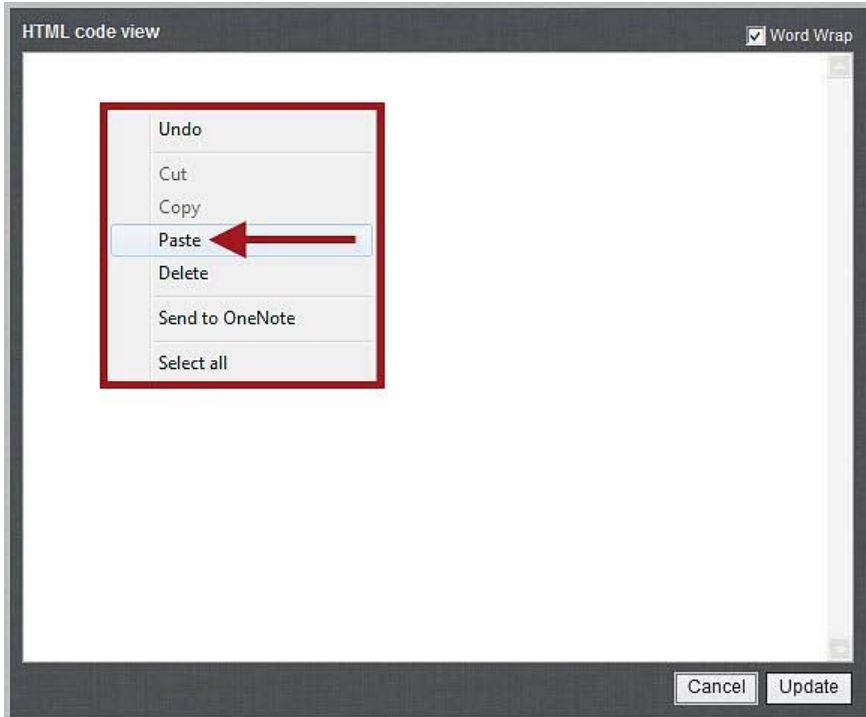 HTML code view
Word Wrap
Undo
Cut
Copy
Paste
Delete
Send to OneNote
Select all
Cancel
Update